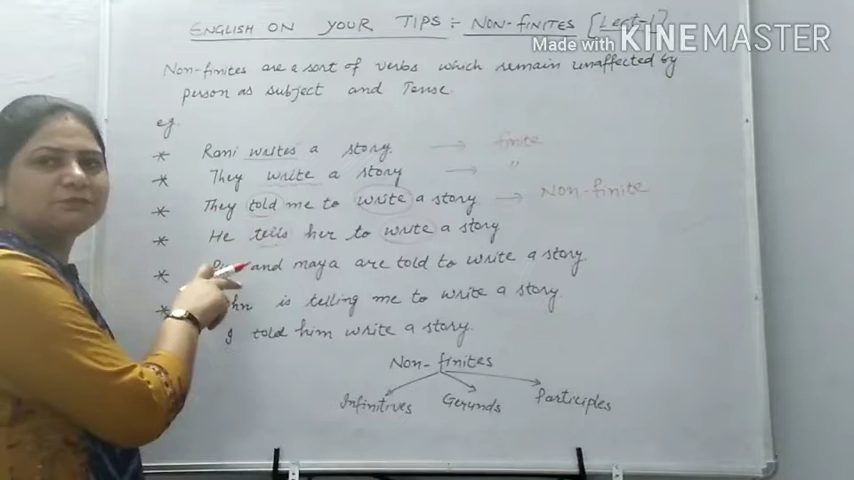 ENGLISH ON YOUR TIPS :- NON-FINITES [Lect-1]
Made with KINEMASTER
Non-finites are a sort of verbs which remain unaffected by
person as subject and Tense.
eg.
* Rani writes a story. → finite
* They write a story → "
* They told me to write a story → Non-finite
* He tells her to write a story
* and maya are told to write a story.
* is telling me to write a story.
I told him write a story.
Non-finites
Infinitives Gerunds Participles